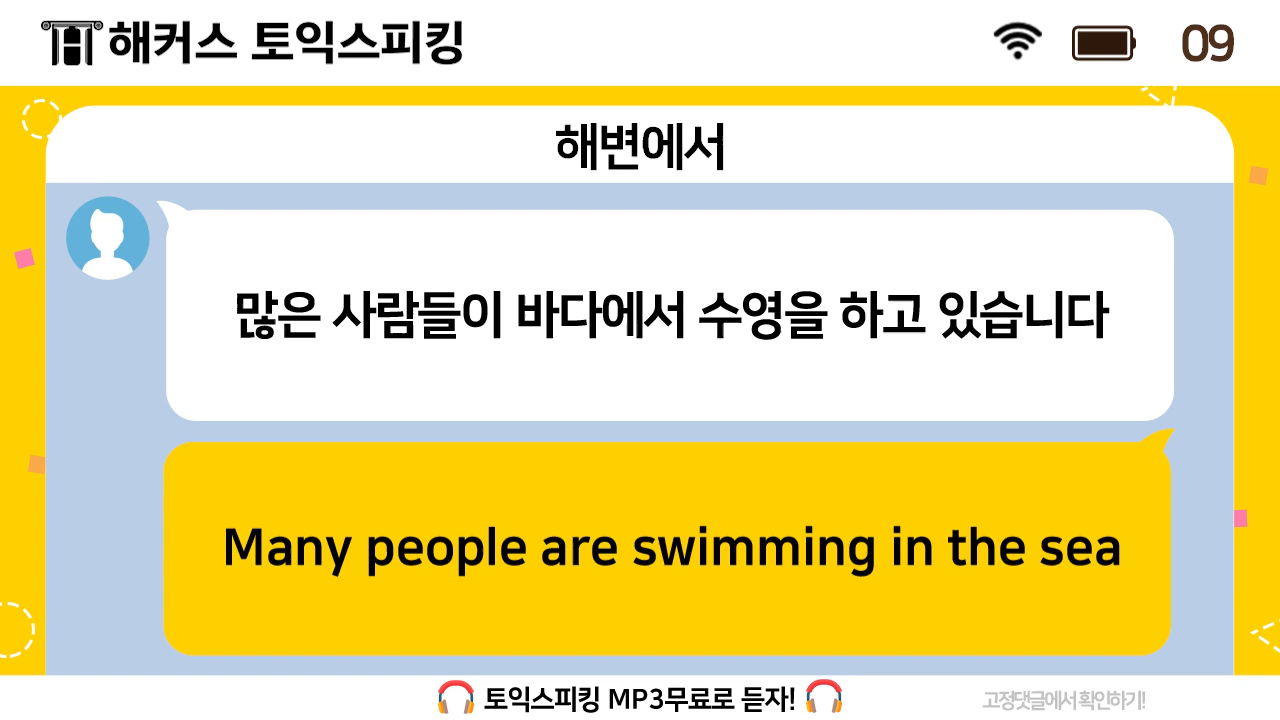 해커스 토익스피킹
09
해변에서
많은 사람들이 바다에서 수영을 하고 있습니다
Many people are swimming in the sea
토익스피킹 MP3무료로 듣자!
고정댓글에서 확인하기!